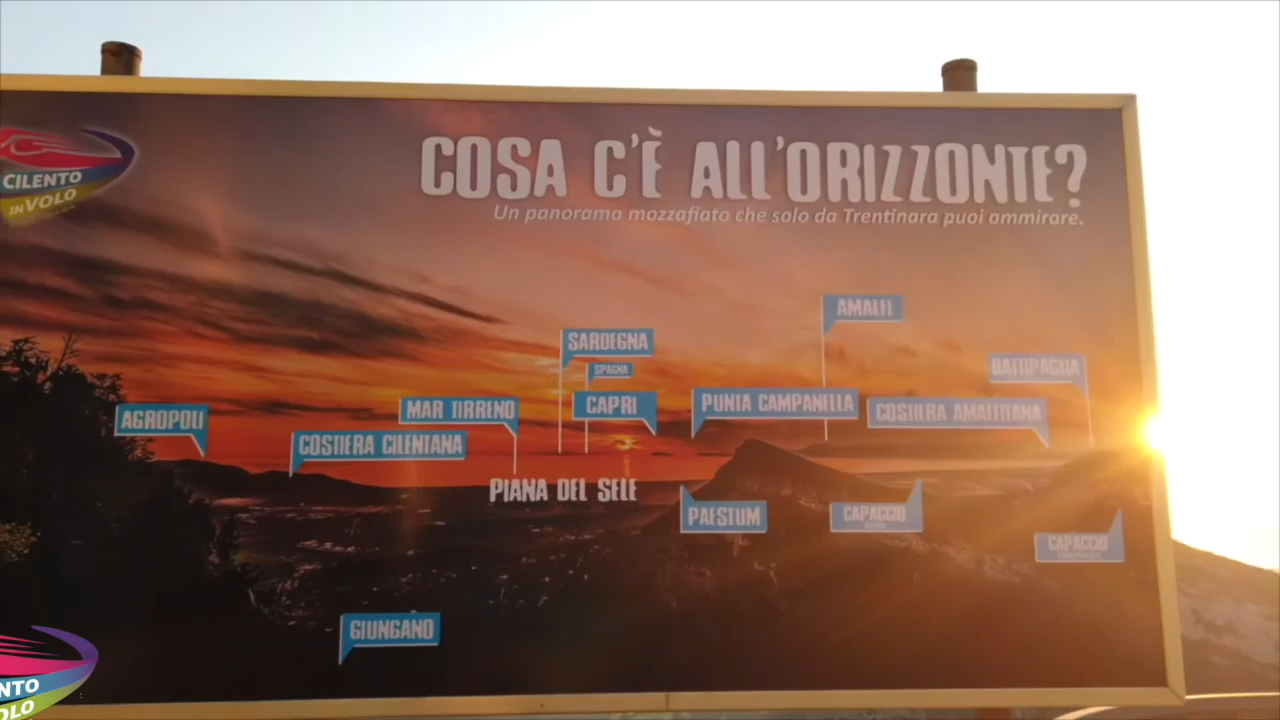 CILENTO
IN VOLO
COSA C'È ALL'ORIZZONTE?
Un panorama mozzafiato che solo da Trentinara puoi ammirare.
AMALFI
SARDEGNA
SPAGNA
BATTIPAGLIA
AGROPOLI
MAR TIRRENO
CAPRI
PUNTA CAMPANELLA
COSTIERA AMALFITANA
COSTIERA CILENTANA
PIANA DEL SELE
PAESTUM
CAPACCIO
Scalo
CAPACCIO
GIUNGANO
NTO
OLO